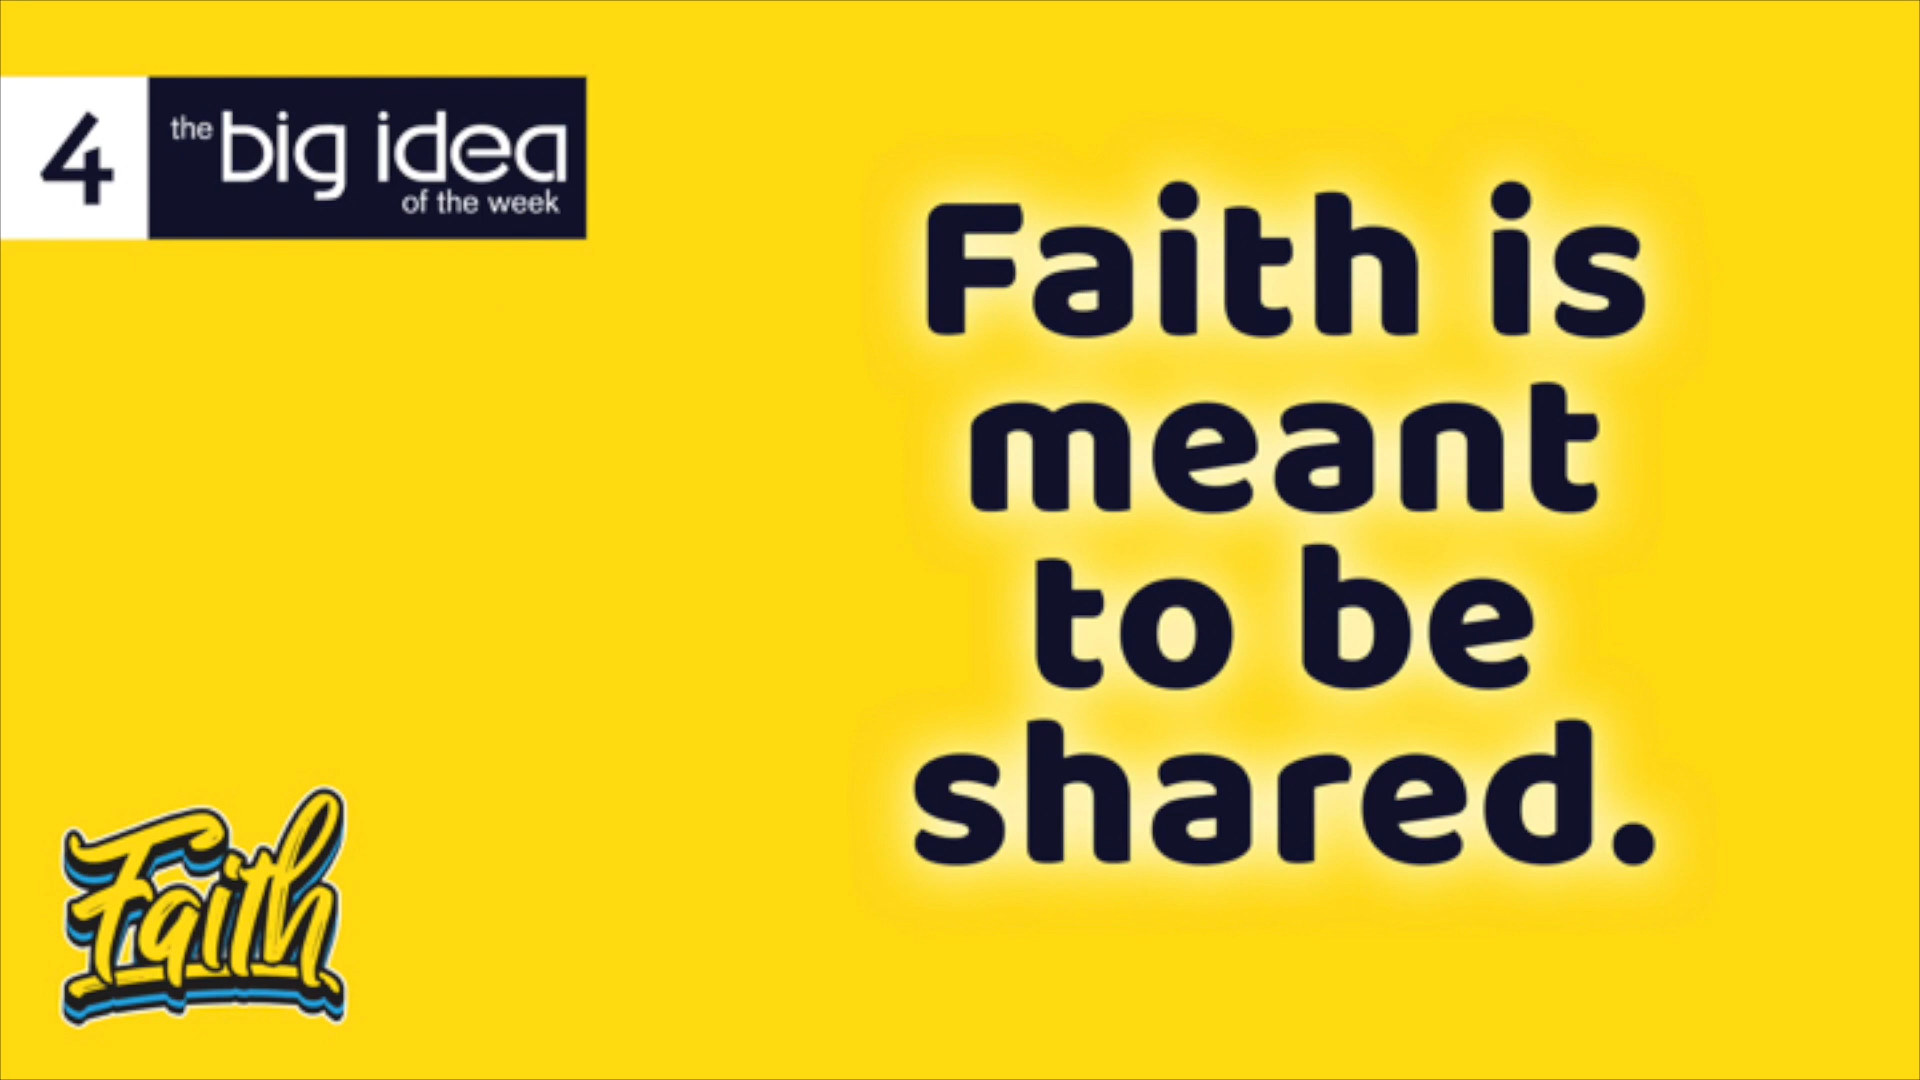 4
the big idea
of the week
Faith is
meant
to be
shared.
Faith